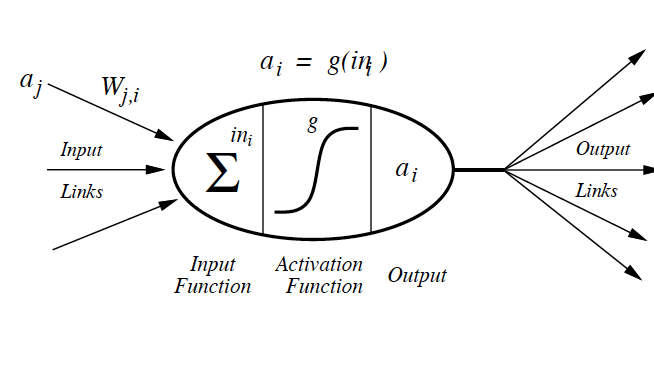 a_i = g(in_i)
a_j
W_j,i
Input
Links
in_i
Σ
g
a_i
Output
Links
Input
Function
Activation
Function
Output